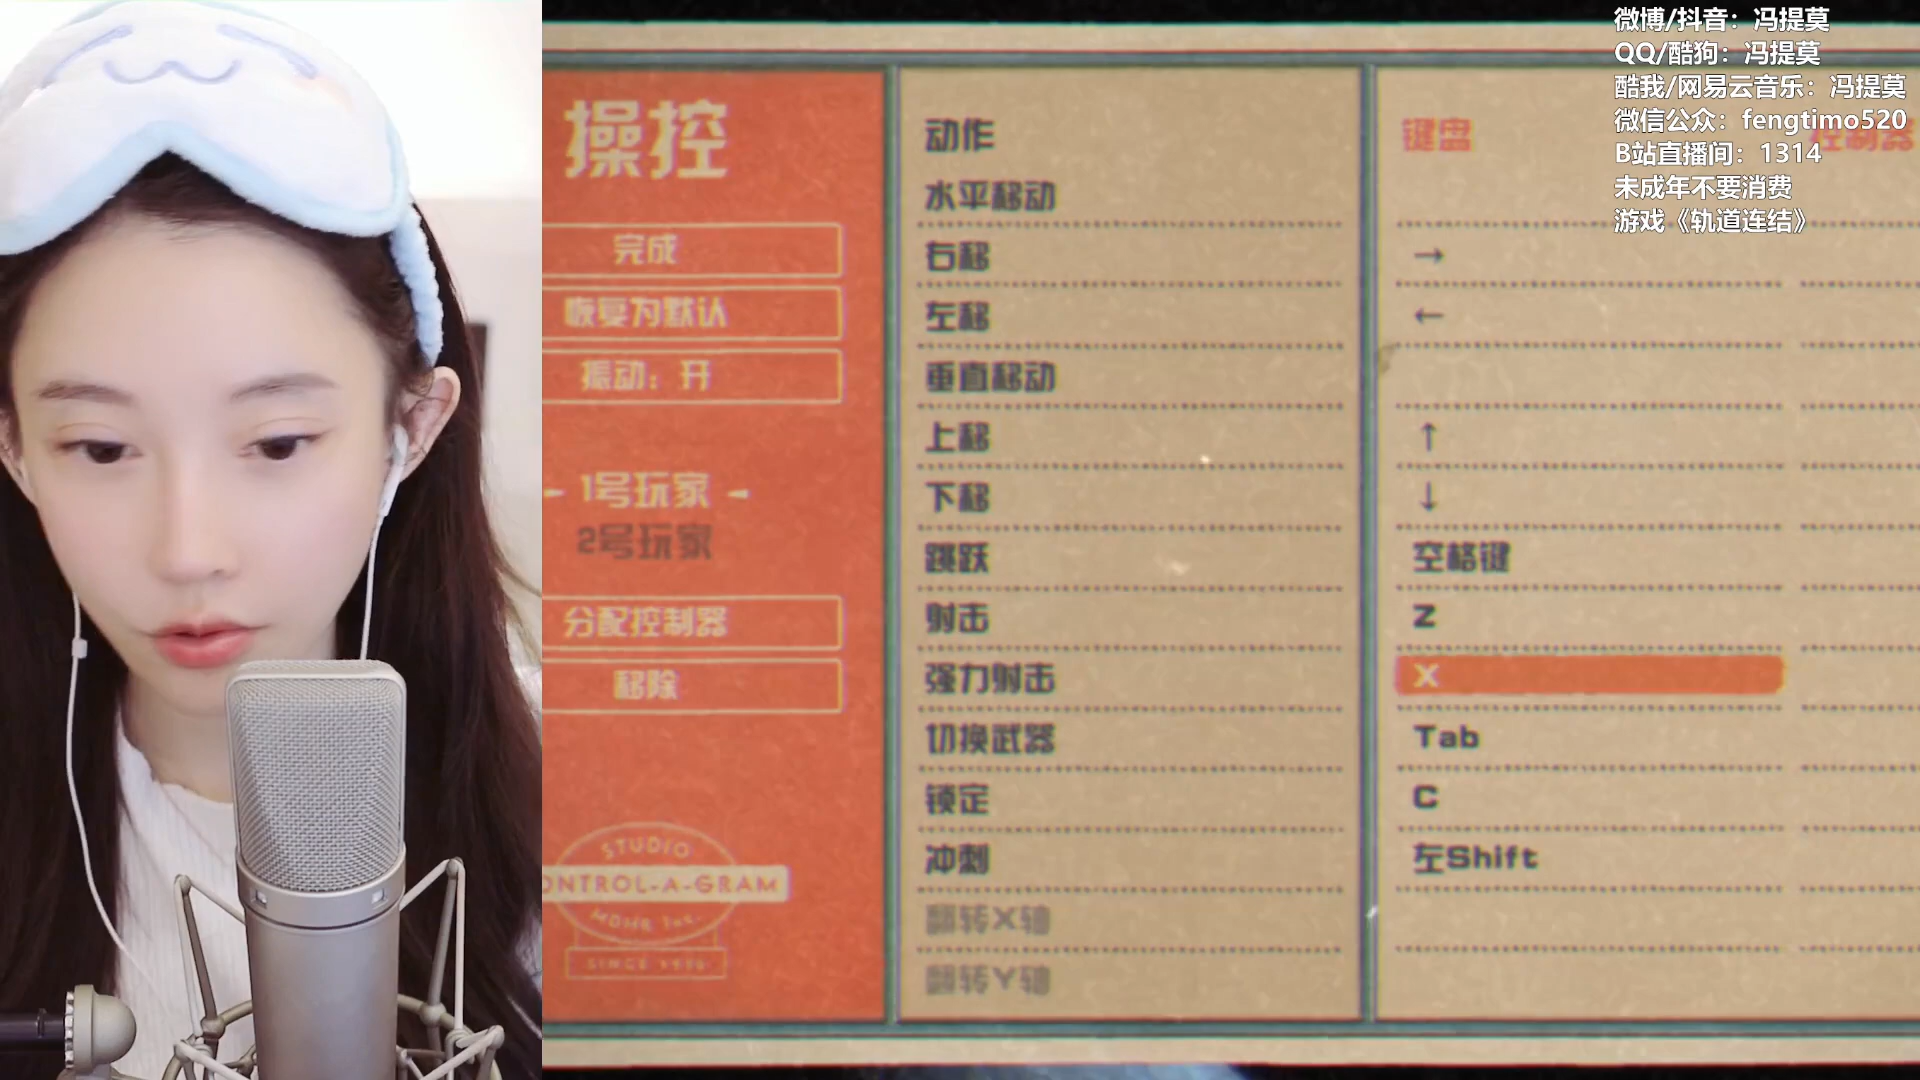 微博/抖音：冯提莫
QQ/酷狗：冯提莫
酷我/网易云音乐：冯提莫
微信公众：fengtimo520
B站直播间：1314
未成年不要消费
游戏《轨道连结》
操控
完成
恢复为默认
振动：开
1号玩家
2号玩家
分配控制器
移除
STUDIO
ONTROL-A-GRAM
MDHR Inc.
动作
水平移动
右移
左移
垂直移动
上移
下移
跳跃
射击
强力射击
切换武器
锁定
冲刺
翻转X轴
翻转Y轴
键盘
→
←
↑
↓
空格键
Z
X
Tab
C
左Shift
控制器